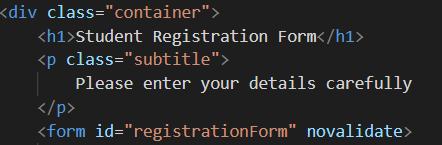 <div class="container">
<h1>Student Registration Form</h1>
<p class="subtitle">
Please enter your details carefully
</p>
<form id="registrationForm" novalidate>